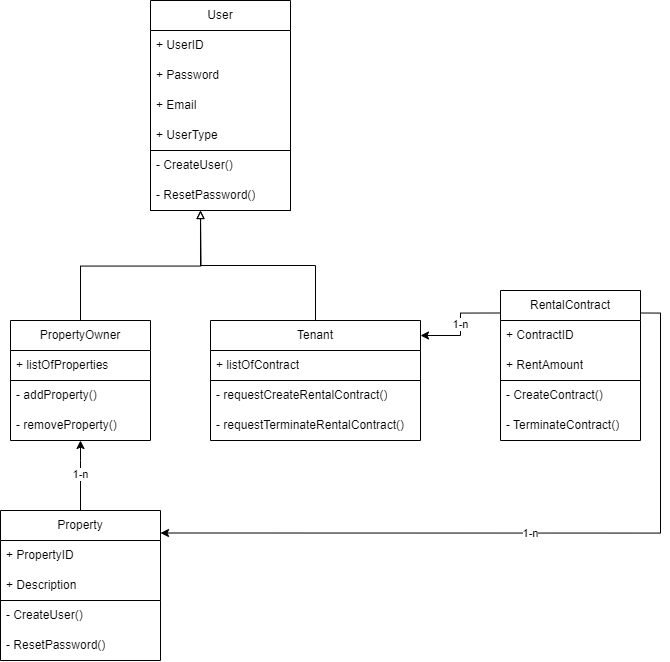 User
+ UserID
+ Password
+ Email
+ UserType
- CreateUser()
- ResetPassword()
PropertyOwner
+ listOfProperties
- addProperty()
- removeProperty()
Tenant
+ listOfContract
- requestCreateRentalContract()
- requestTerminateRentalContract()
1-n
RentalContract
+ ContractID
+ RentAmount
- CreateContract()
- TerminateContract()
1-n
Property
+ PropertyID
+ Description
- CreateUser()
- ResetPassword()
1-n